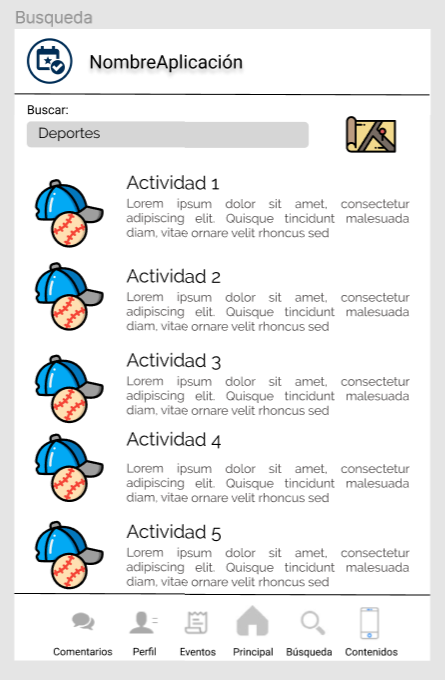 Busqueda
NombreAplicación
Buscar:
Deportes
Actividad 1
Lorem ipsum dolor sit amet, consectetur
adipiscing elit. Quisque tincidunt malesuada
diam, vitae ornare velit rhoncus sed
Actividad 2
Lorem ipsum dolor sit amet, consectetur
adipiscing elit. Quisque tincidunt malesuada
diam, vitae ornare velit rhoncus sed
Actividad 3
Lorem ipsum dolor sit amet, consectetur
adipiscing elit. Quisque tincidunt malesuada
diam, vitae ornare velit rhoncus sed
Actividad 4
Lorem ipsum dolor sit amet, consectetur
adipiscing elit. Quisque tincidunt malesuada
diam, vitae ornare velit rhoncus sed
Actividad 5
Lorem ipsum dolor sit amet, consectetur
adipiscing elit. Quisque tincidunt malesuada
diam, vitae ornare velit rhoncus sed
Comentarios Perfil Eventos Principal Búsqueda Contenidos